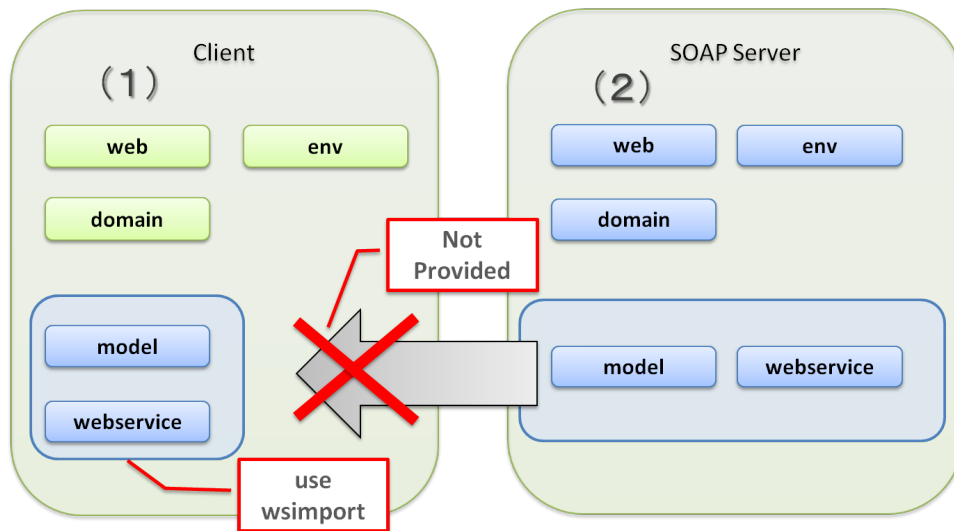 Client
(1)
web
env
domain
model
webservice
use
wsimport
Not
Provided
SOAP Server
(2)
web
env
domain
model
webservice